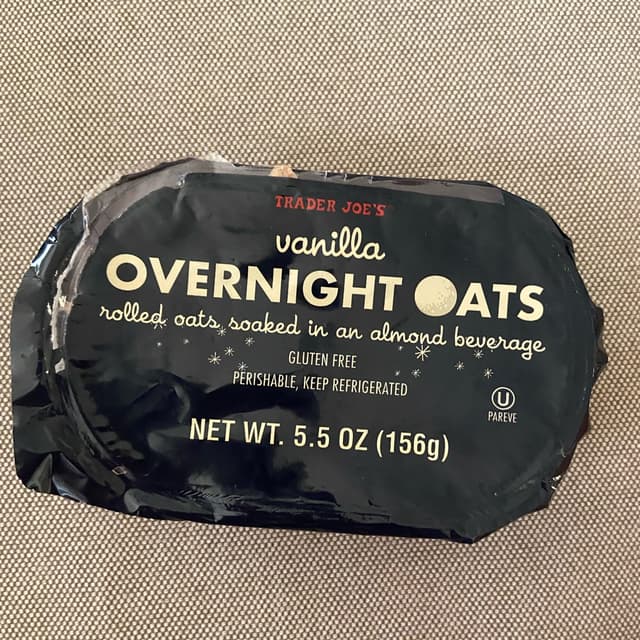 TRADER JOE'S
vanilla
OVERNIGHT OATS
rolled oats soaked in an almond beverage
GLUTEN FREE
PERISHABLE, KEEP REFRIGERATED
U
PAREVE
NET WT. 5.5 OZ (156g)